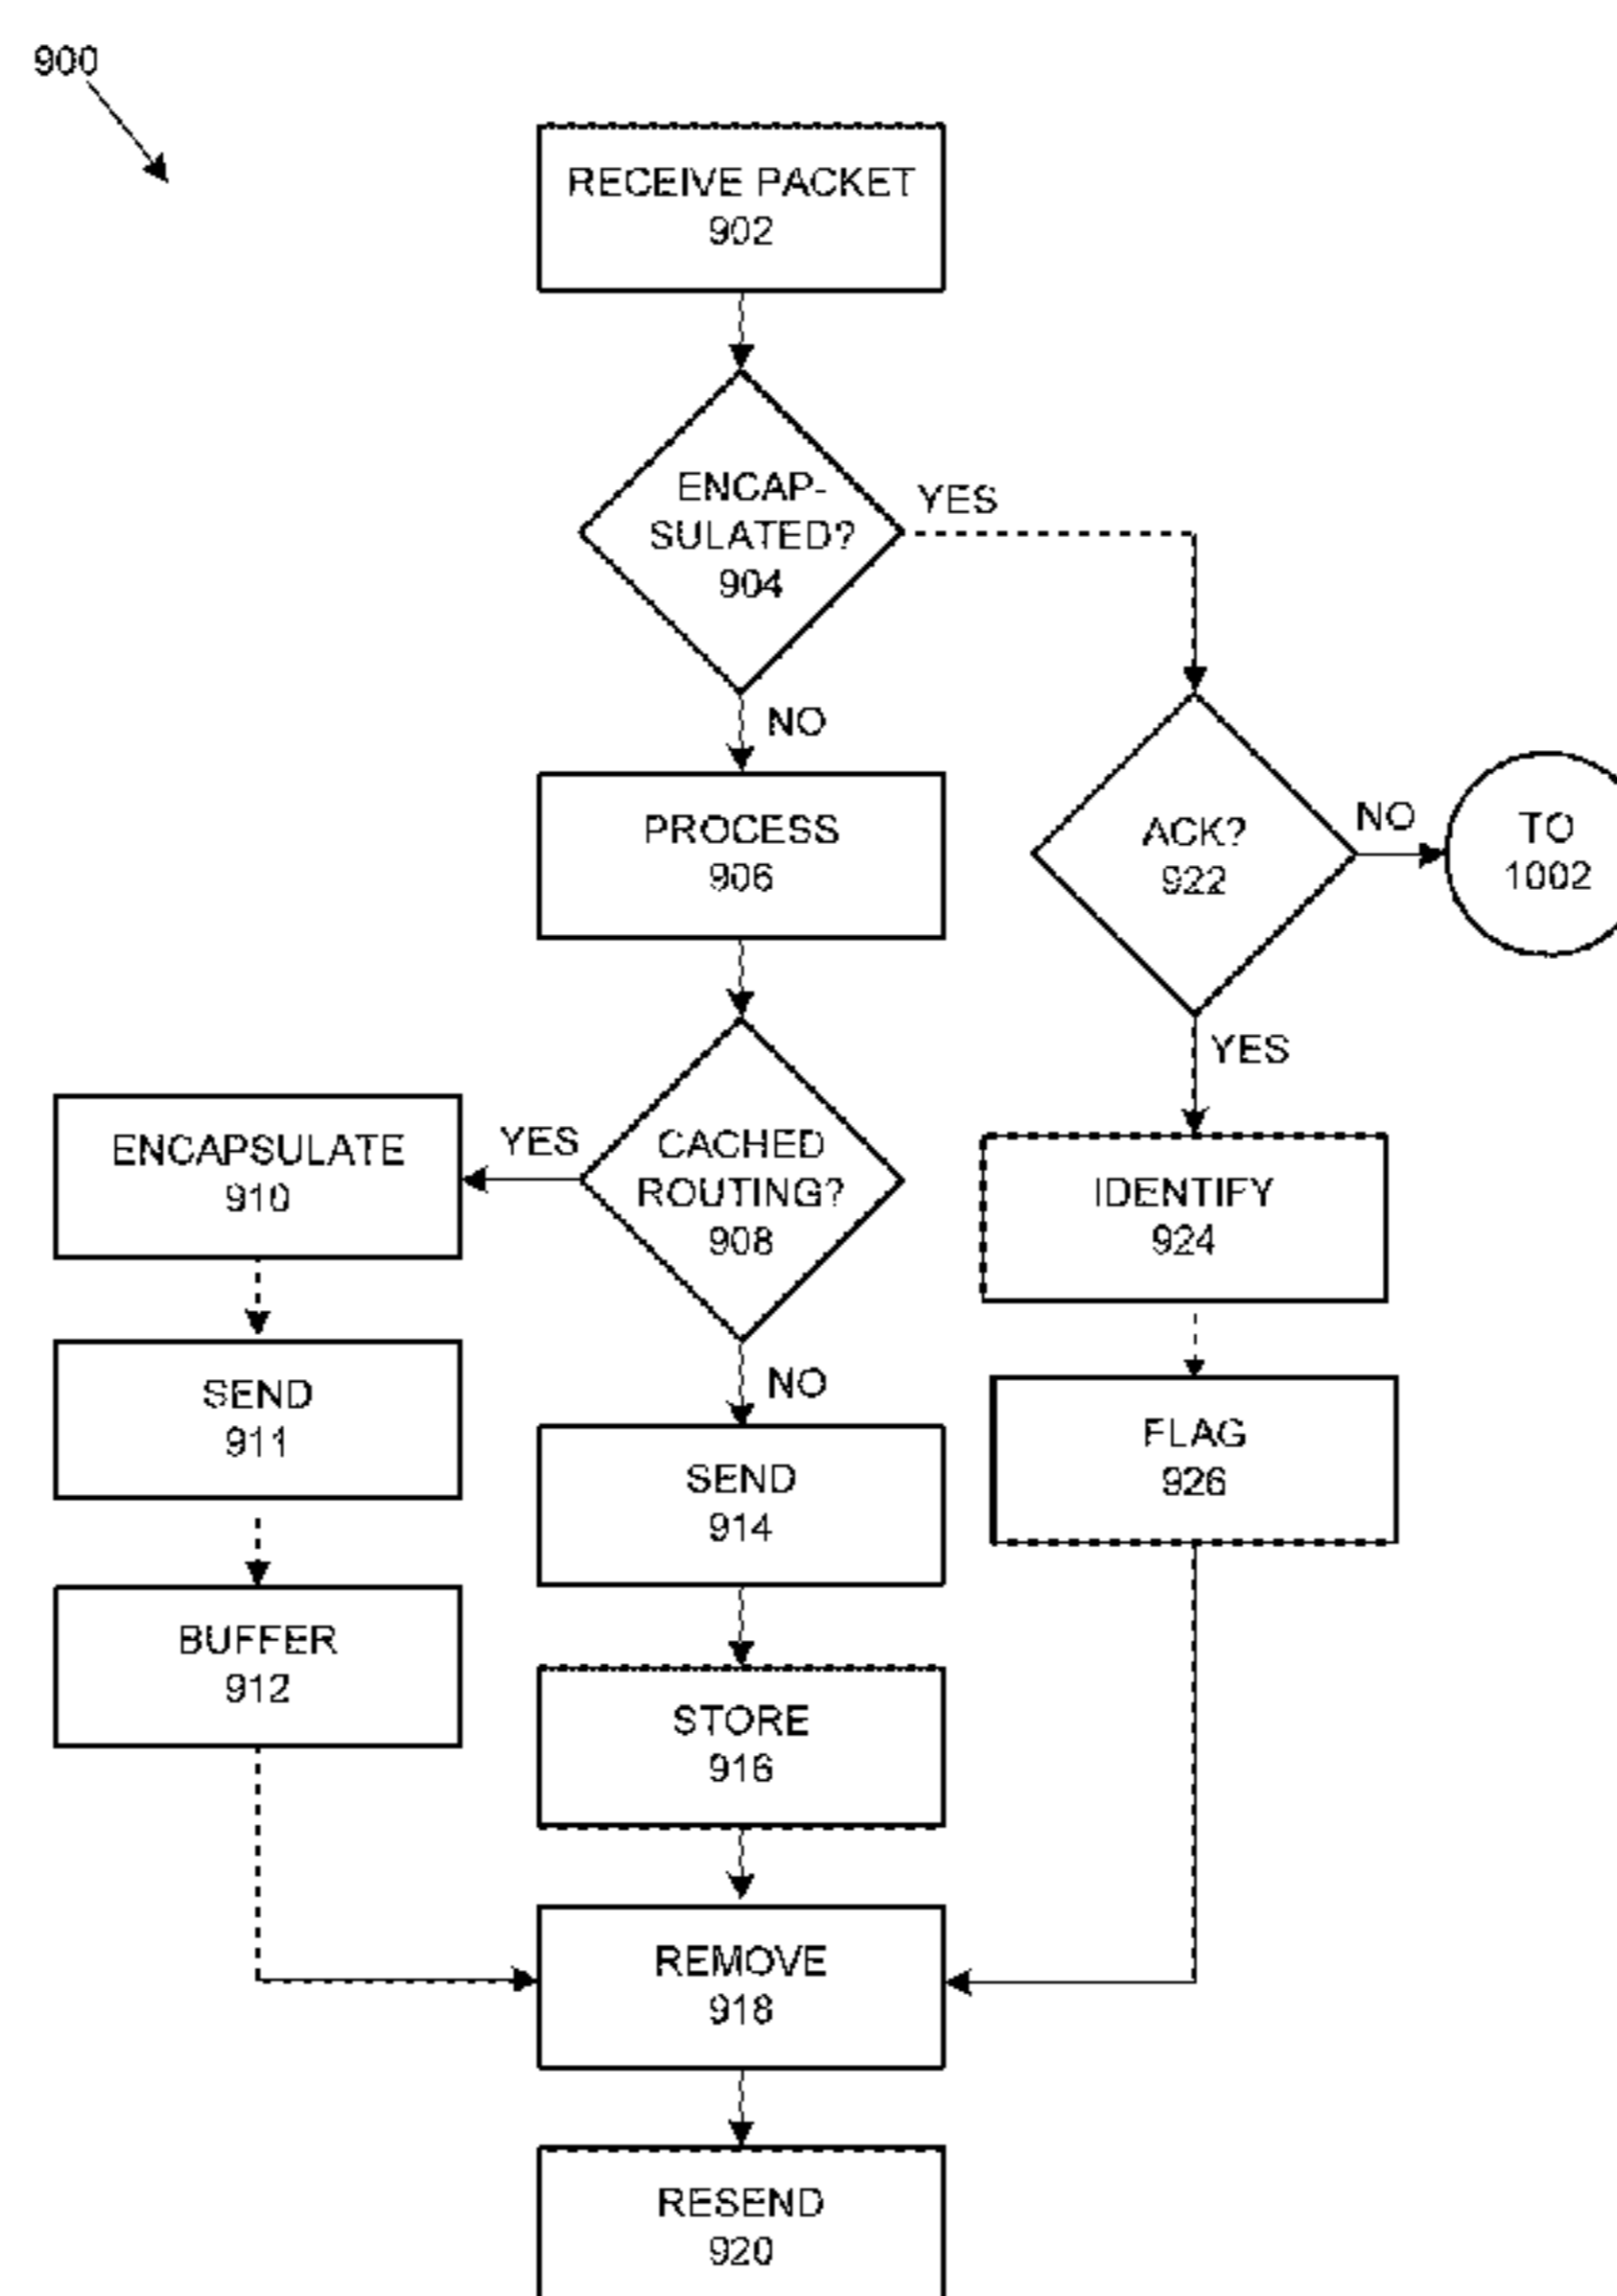 900
RECEIVE PACKET
902
ENCAP-
SULATED?
904
YES
NO
PROCESS
906
ACK?
922
NO
TO
1002
YES
CACHED
ROUTING?
908
YES
ENCAPSULATE
910
IDENTIFY
924
NO
SEND
911
SEND
914
FLAG
926
BUFFER
912
STORE
916
REMOVE
918
RESEND
920